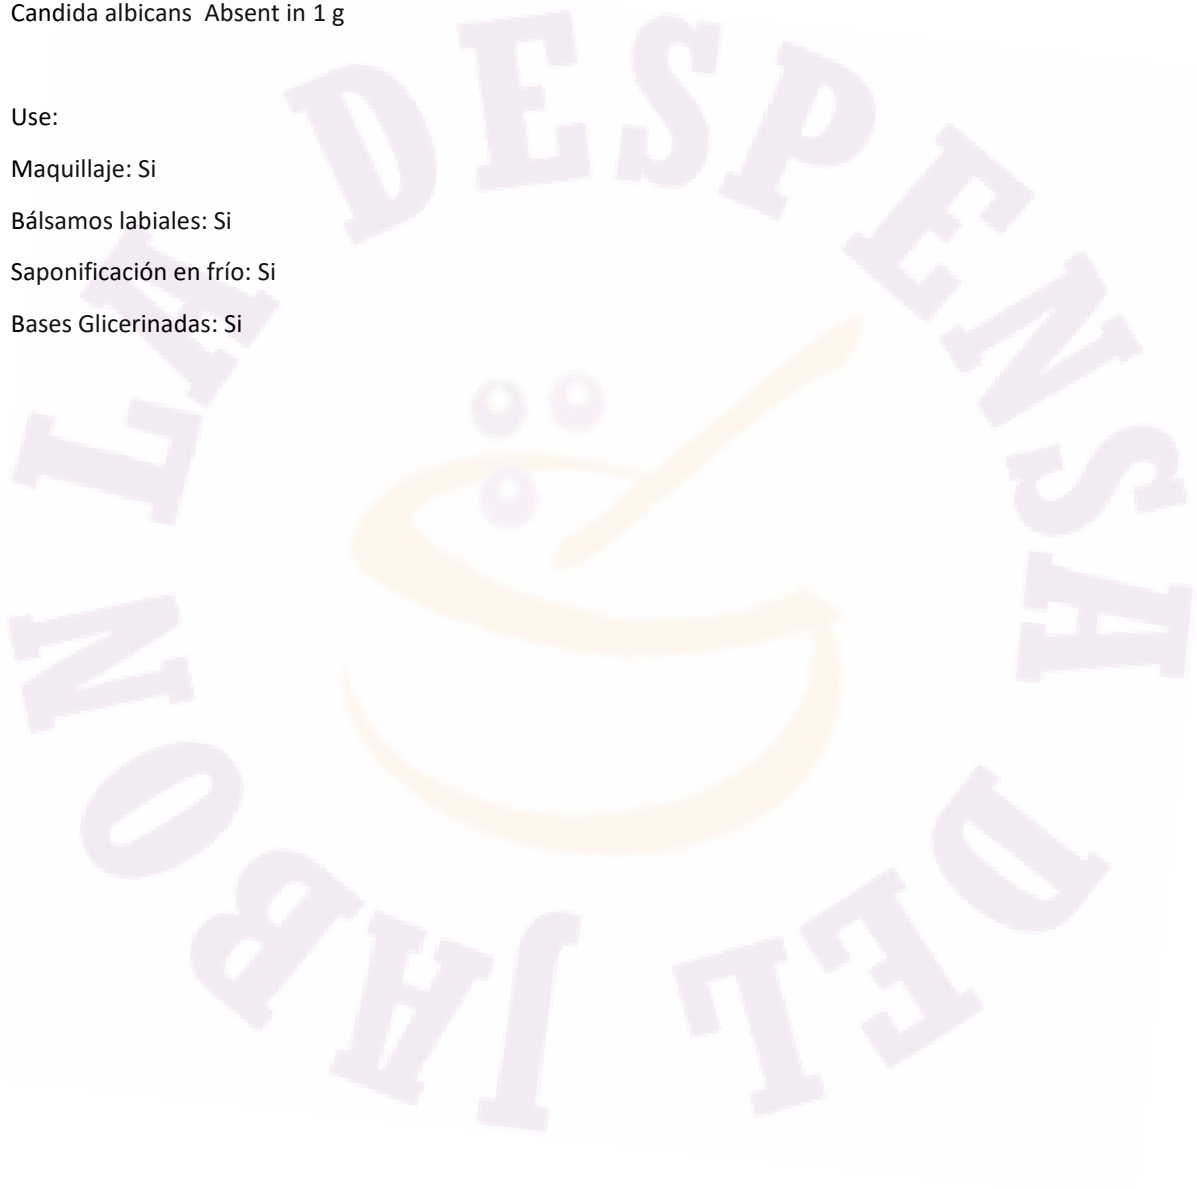 Candida albicans  Absent in 1 g
Use:
Maquillaje: Si
Bálsamos labiales: Si
Saponificación en frío: Si
Bases Glicerinadas: Si
LA DESPENSA DEL JABON